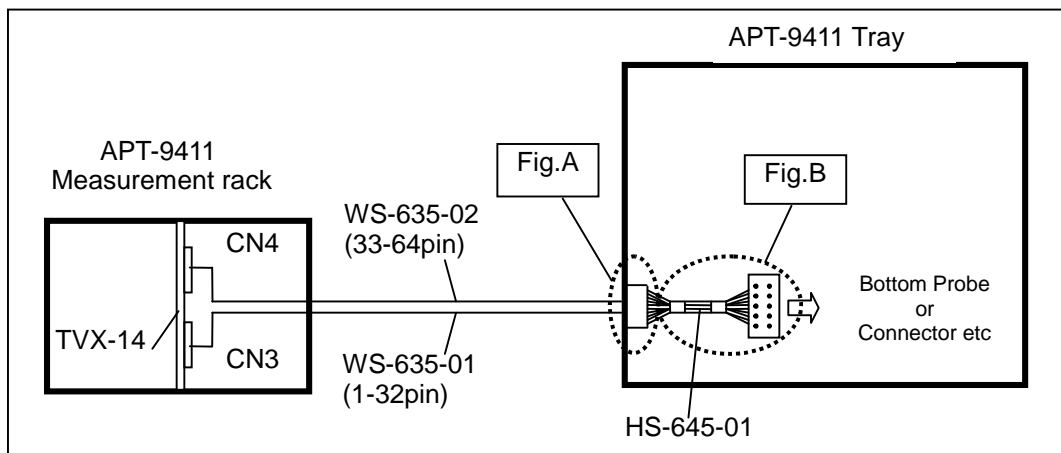 APT-9411 Tray
APT-9411
Measurement rack
Fig.A
Fig.B
WS-635-02
(33-64pin)
CN4
TVX-14
CN3
WS-635-01
(1-32pin)
Bottom Probe
or
Connector etc
HS-645-01